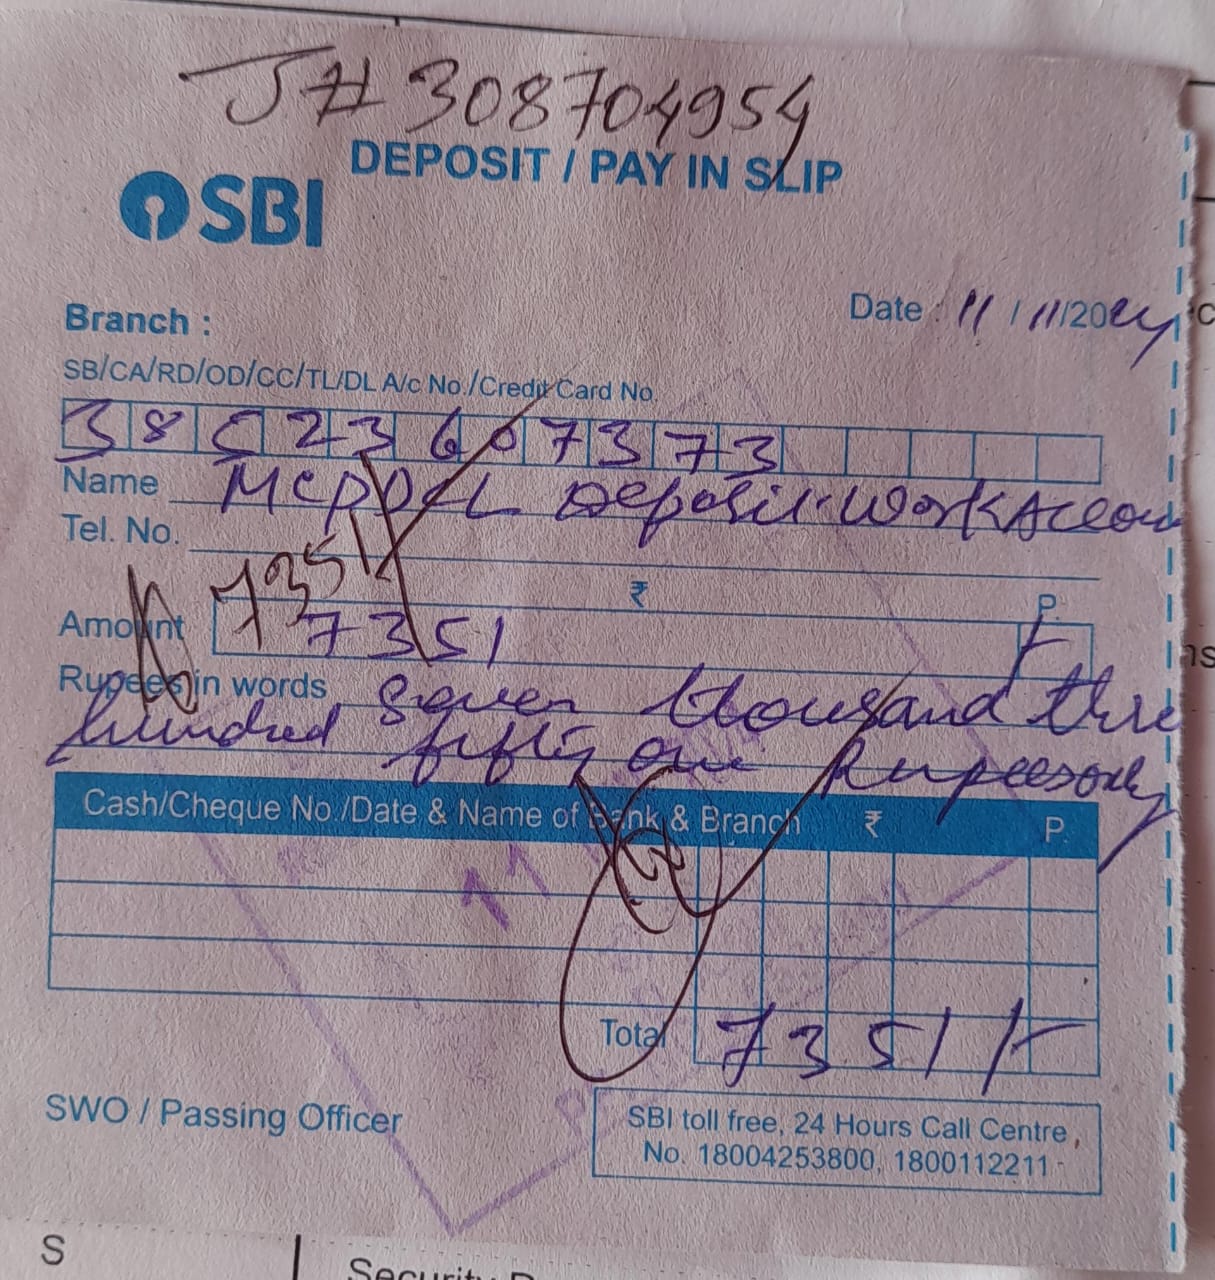 J# 308704954
DEPOSIT / PAY IN SLIP
SBI
Date : 11 / 11/2024
Branch :
SB/CA/RD/OD/CC/TL/DL A/c No./Credit Card No.
38523607373
Name MCPDCL Deposit Work Accou
Tel. No.
7351
₹ P.
Amount 7351
Rupees in words Seven thousand thre
hundred fifty one Rupees only
Cash/Cheque No./Date & Name of Bank & Branch ₹ P.
11
Total 7351/-
SWO / Passing Officer
SBI toll free, 24 Hours Call Centre
No. 18004253800, 1800112211
S